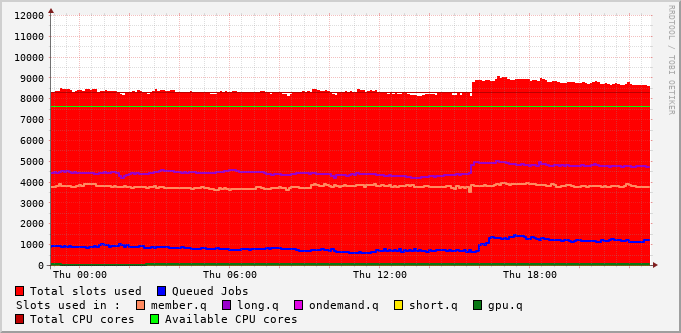 RRDTOOL / TOBI OETIKER
12000
11000
10000
9000
8000
7000
6000
5000
4000
3000
2000
1000
0
Thu 00:00 Thu 06:00 Thu 12:00 Thu 18:00
Total slots used Queued Jobs
Slots used in : member.q long.q ondemand.q short.q gpu.q
Total CPU cores Available CPU cores